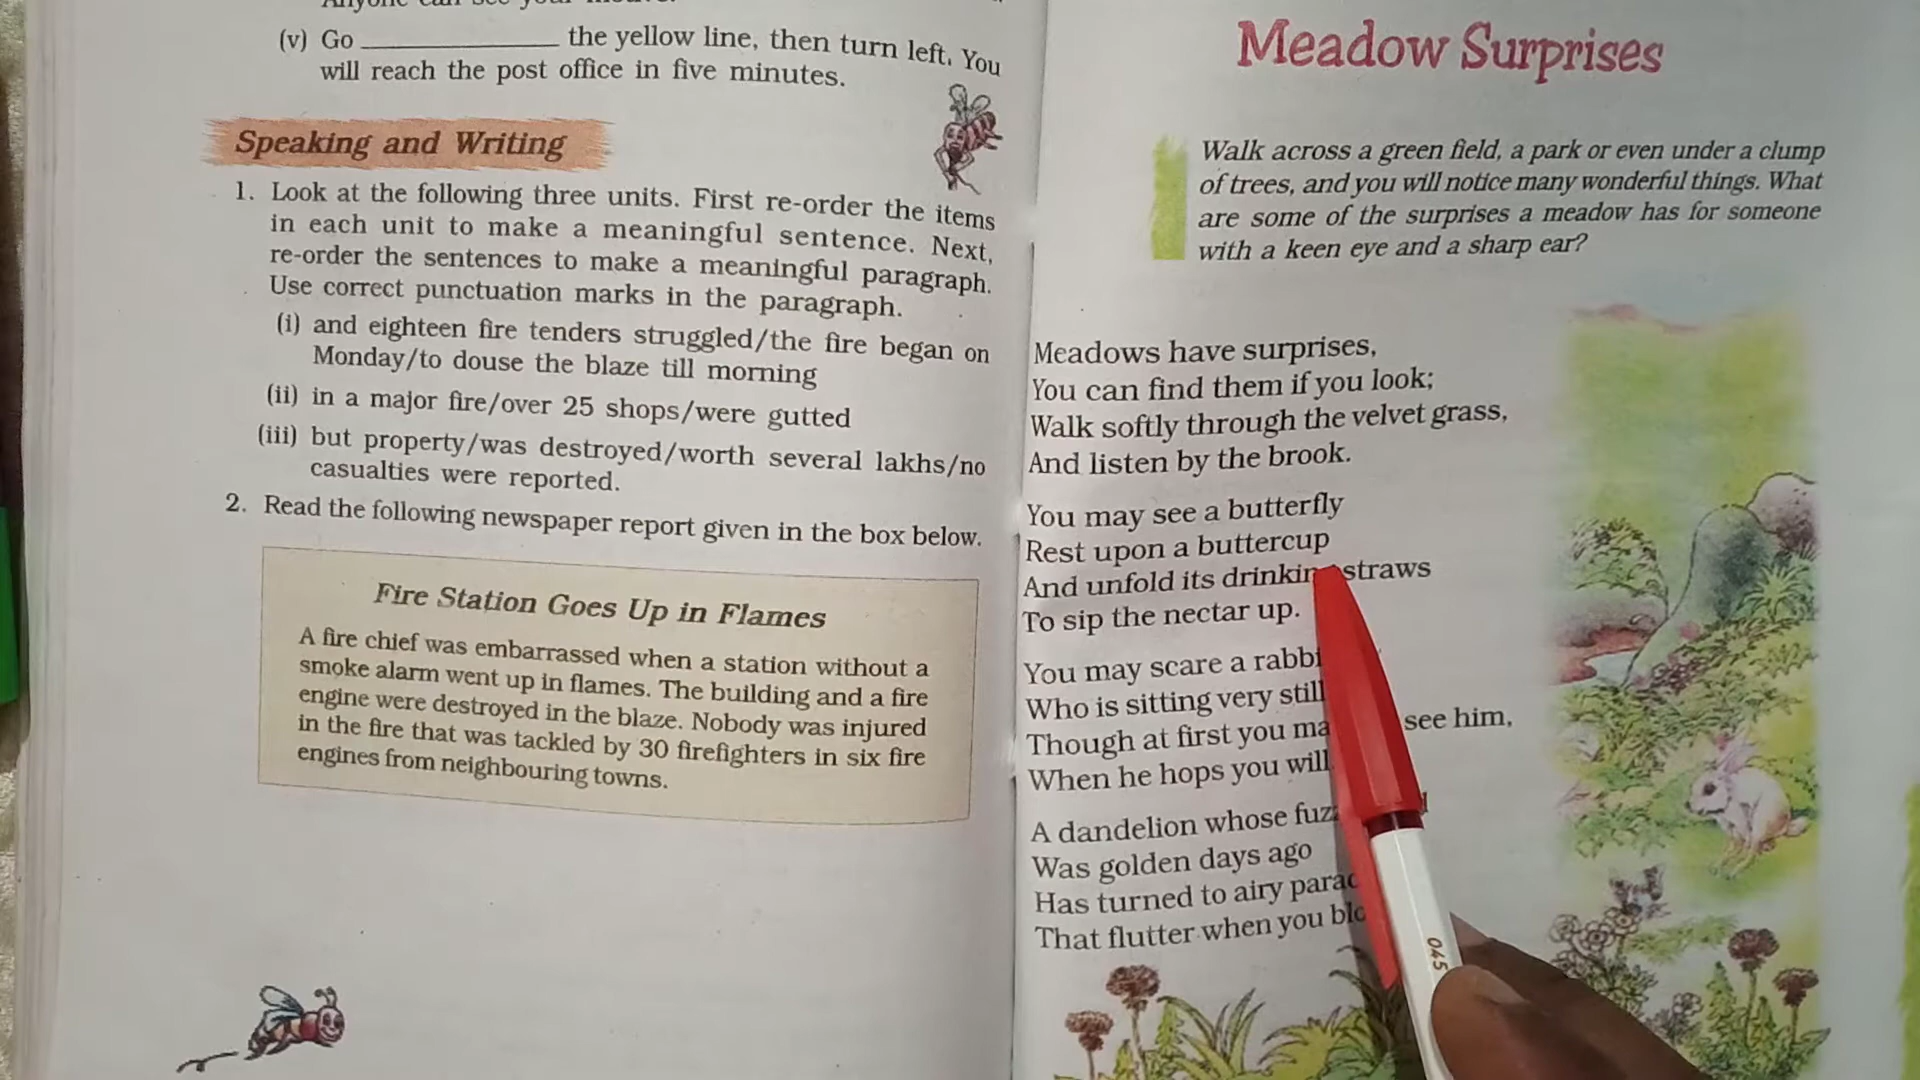 (v) Go ______________ the yellow line, then turn left. You
will reach the post office in five minutes.
Speaking and Writing
1. Look at the following three units. First re-order the items
in each unit to make a meaningful sentence. Next,
re-order the sentences to make a meaningful paragraph.
Use correct punctuation marks in the paragraph.
(i) and eighteen fire tenders struggled/the fire began on
Monday/to douse the blaze till morning
(ii) in a major fire/over 25 shops/were gutted
(iii) but property/was destroyed/worth several lakhs/no
casualties were reported.
2. Read the following newspaper report given in the box below.
Fire Station Goes Up in Flames
A fire chief was embarrassed when a station without a
smoke alarm went up in flames. The building and a fire
engine were destroyed in the blaze. Nobody was injured
in the fire that was tackled by 30 firefighters in six fire
engines from neighbouring towns.
Meadow Surprises
Walk across a green field, a park or even under a clump
of trees, and you will notice many wonderful things. What
are some of the surprises a meadow has for someone
with a keen eye and a sharp ear?
Meadows have surprises,
You can find them if you look;
Walk softly through the velvet grass,
And listen by the brook.
You may see a butterfly
Rest upon a buttercup
And unfold its straws
To sip the nectar up.
You may scare a
Who is sitting very still
Though at first you see him,
When he hops you will
A dandelion whose
Was golden days ago
Has turned to airy
That flutter when you
045